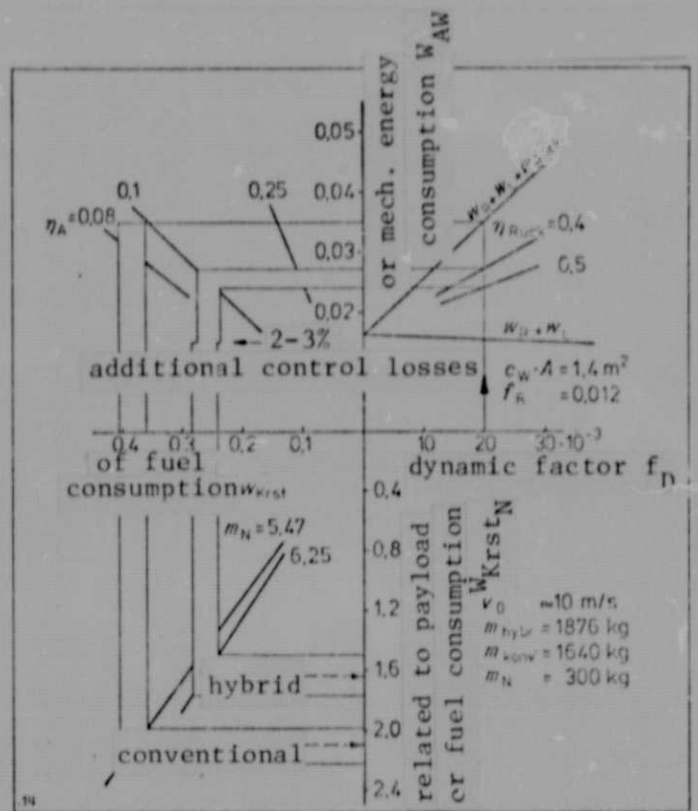 or mech. energy
consumption W_AW
0,05
0,04
0,03
0,02
0,1
0,25
η_A = 0,08
0,4
0,5
2-3%
additional control losses
c_W · A = 1,4 m²
f_R = 0,012
0,4 0,3 0,2 0,1
10 20 30·10⁻³
of fuel
consumption w_Krst
dynamic factor f_D
m_N = 5,47
6,25
0,4
0,8
1,2
1,6
2,0
2,4
related to payload
or fuel consumption
W_Krst_N
v_0 ≈10 m/s
m_hybr = 1876 kg
m_konv = 1640 kg
m_N = 300 kg
hybrid
conventional
14